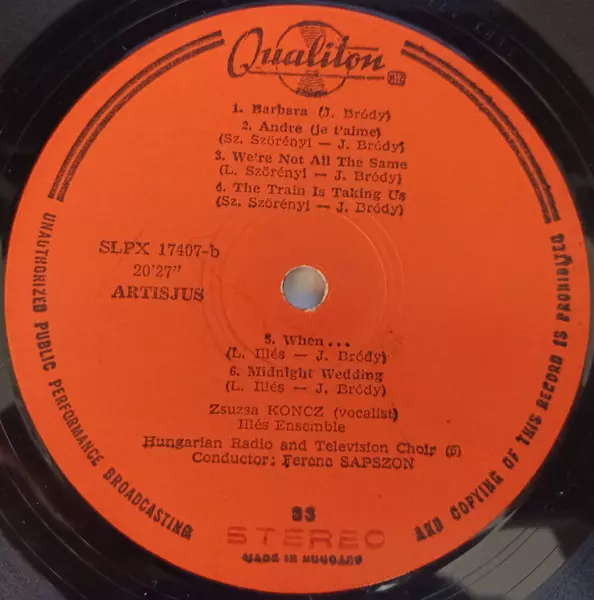 Qualiton
1. Barbara (J. Bródy)
2. Andre (je t'aime)
(Sz. Szörényi — J. Bródy)
3. We're Not All The Same
(L. Szörényi — J. Bródy)
4. The Train Is Taking Us
(Sz. Szörényi — J. Bródy)
SLPX 17407-b
20'27"
ARTISJUS
5. When...
(L. Illés — J. Bródy)
6. Midnight Wedding
(L. Illés — J. Bródy)
Zsuzsa KONCZ (vocalist)
Illés Ensemble
Hungarian Radio and Television Choir (6)
Conductor: Ferenc SAPSZON
33
STEREO
MADE IN HUNGARY
UNAUTHORIZED PUBLIC PERFORMANCE BROADCASTING
AND COPYING OF THIS RECORD IS PROHIBITED